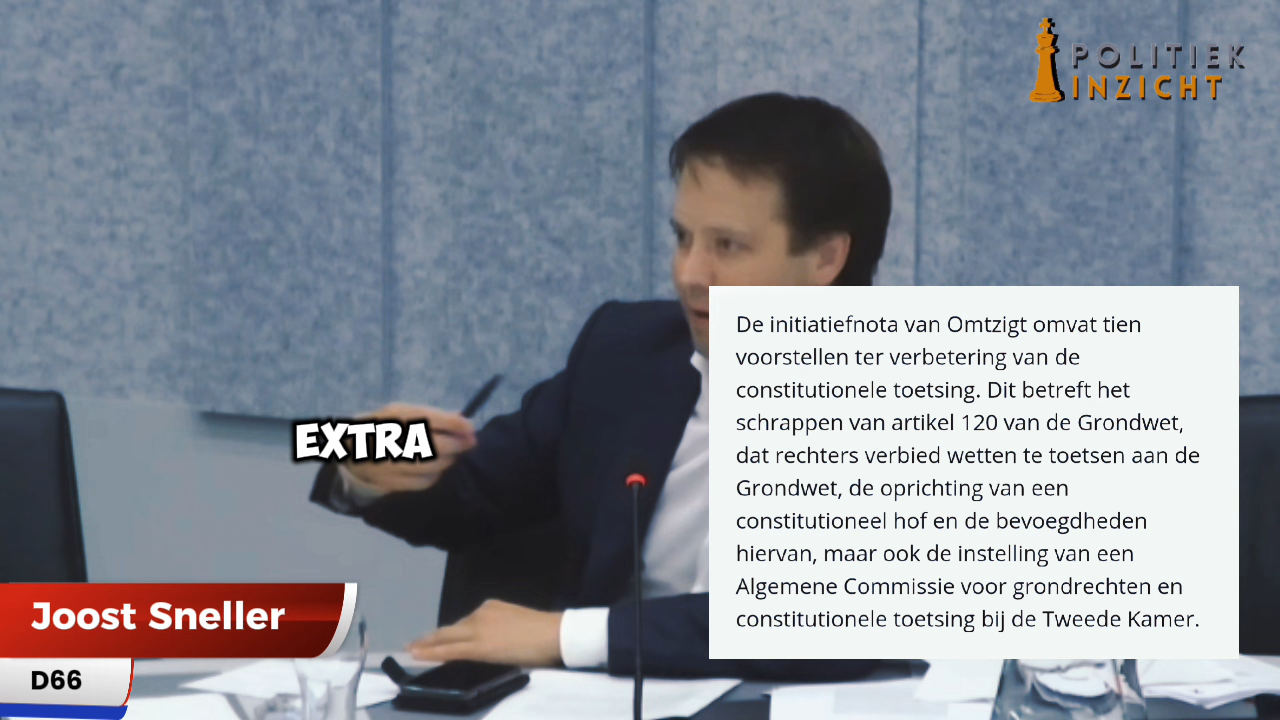 POLITIEK
INZICHT
De initiatiefnota van Omtzigt omvat tien
voorstellen ter verbetering van de
constitutionele toetsing. Dit betreft het
schrappen van artikel 120 van de Grondwet,
dat rechters verbied wetten te toetsen aan de
Grondwet, de oprichting van een
constitutioneel hof en de bevoegdheden
hiervan, maar ook de instelling van een
Algemene Commissie voor grondrechten en
constitutionele toetsing bij de Tweede Kamer.
EXTRA
Joost Sneller
D66